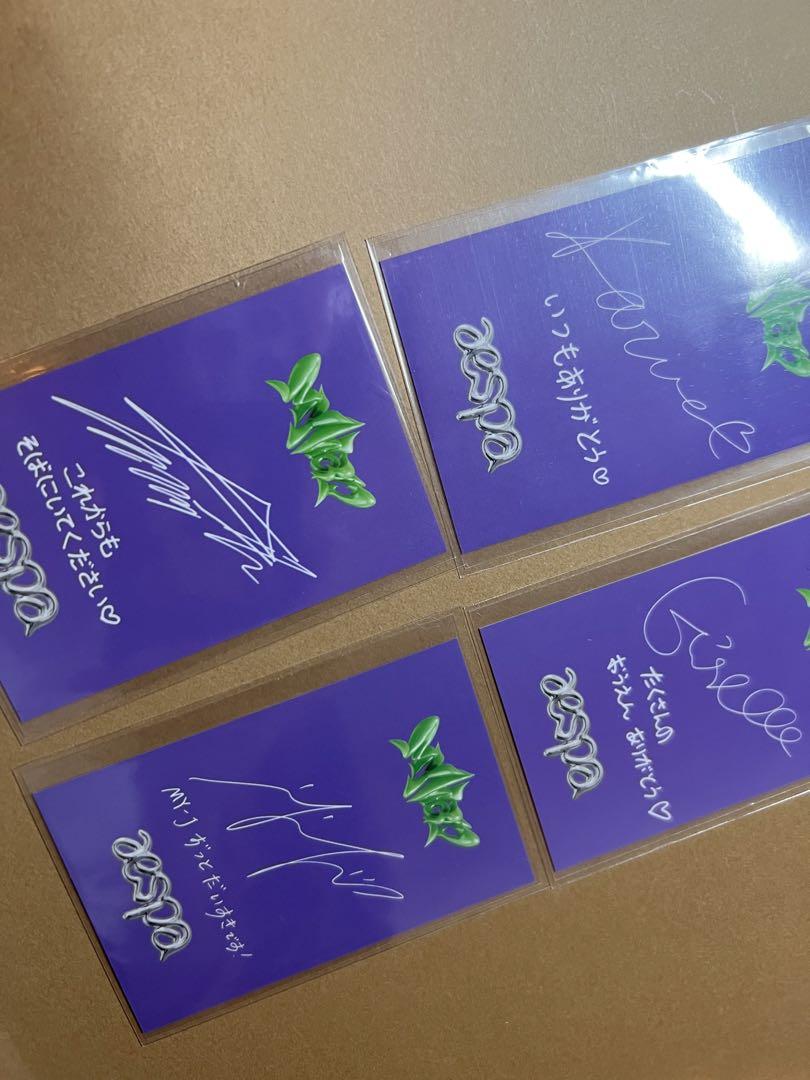 いつもありがとう♡
aespa
これからも
そばにいてください♡
aespa
Giselle
たくさんの
おうえん ありがとう♡
aespa
MY-J ずっとだいすきです!
aespa